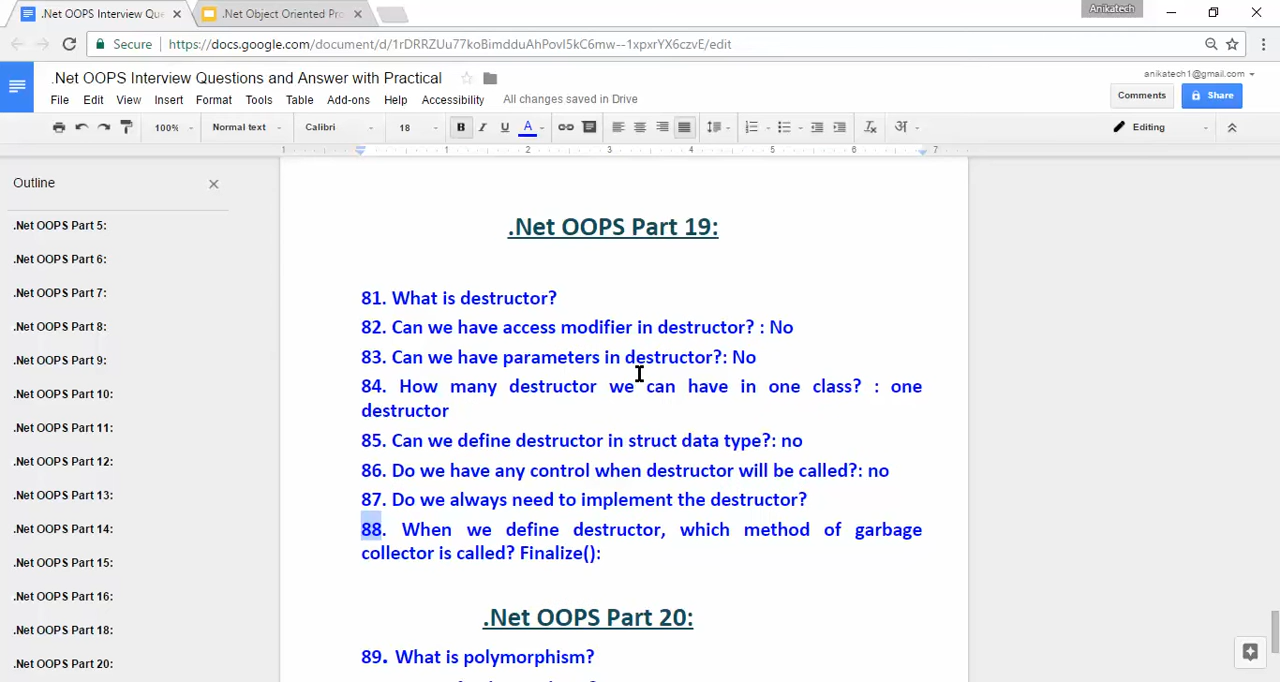 .Net OOPS Interview Que
.Net Object Oriented Pro
Anikatech
Secure
https://docs.google.com/document/d/1rDRRZUu77koBimdduAhPovI5kC6mw--1xpxrYX6czvE/edit
.Net OOPS Interview Questions and Answer with Practical
anikatech1@gmail.com
File Edit View Insert Format Tools Table Add-ons Help Accessibility All changes saved in Drive
Comments
Share
100% Normal text Calibri 18 B I U A अ Editing
1 1 2 3 4 5 6 7
Outline
.Net OOPS Part 5:
.Net OOPS Part 6:
.Net OOPS Part 7:
.Net OOPS Part 8:
.Net OOPS Part 9:
.Net OOPS Part 10:
.Net OOPS Part 11:
.Net OOPS Part 12:
.Net OOPS Part 13:
.Net OOPS Part 14:
.Net OOPS Part 15:
.Net OOPS Part 16:
.Net OOPS Part 18:
.Net OOPS Part 20:
.Net OOPS Part 19:
81. What is destructor?
82. Can we have access modifier in destructor? : No
83. Can we have parameters in destructor?: No
84. How many destructor we can have in one class? : one
destructor
85. Can we define destructor in struct data type?: no
86. Do we have any control when destructor will be called?: no
87. Do we always need to implement the destructor?
88. When we define destructor, which method of garbage
collector is called? Finalize():
.Net OOPS Part 20:
89. What is polymorphism?